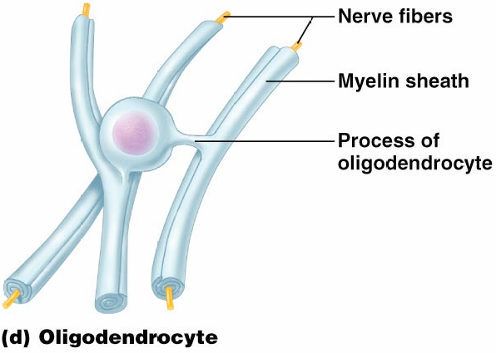 Nerve fibers
Myelin sheath
Process of
oligodendrocyte
(d) Oligodendrocyte